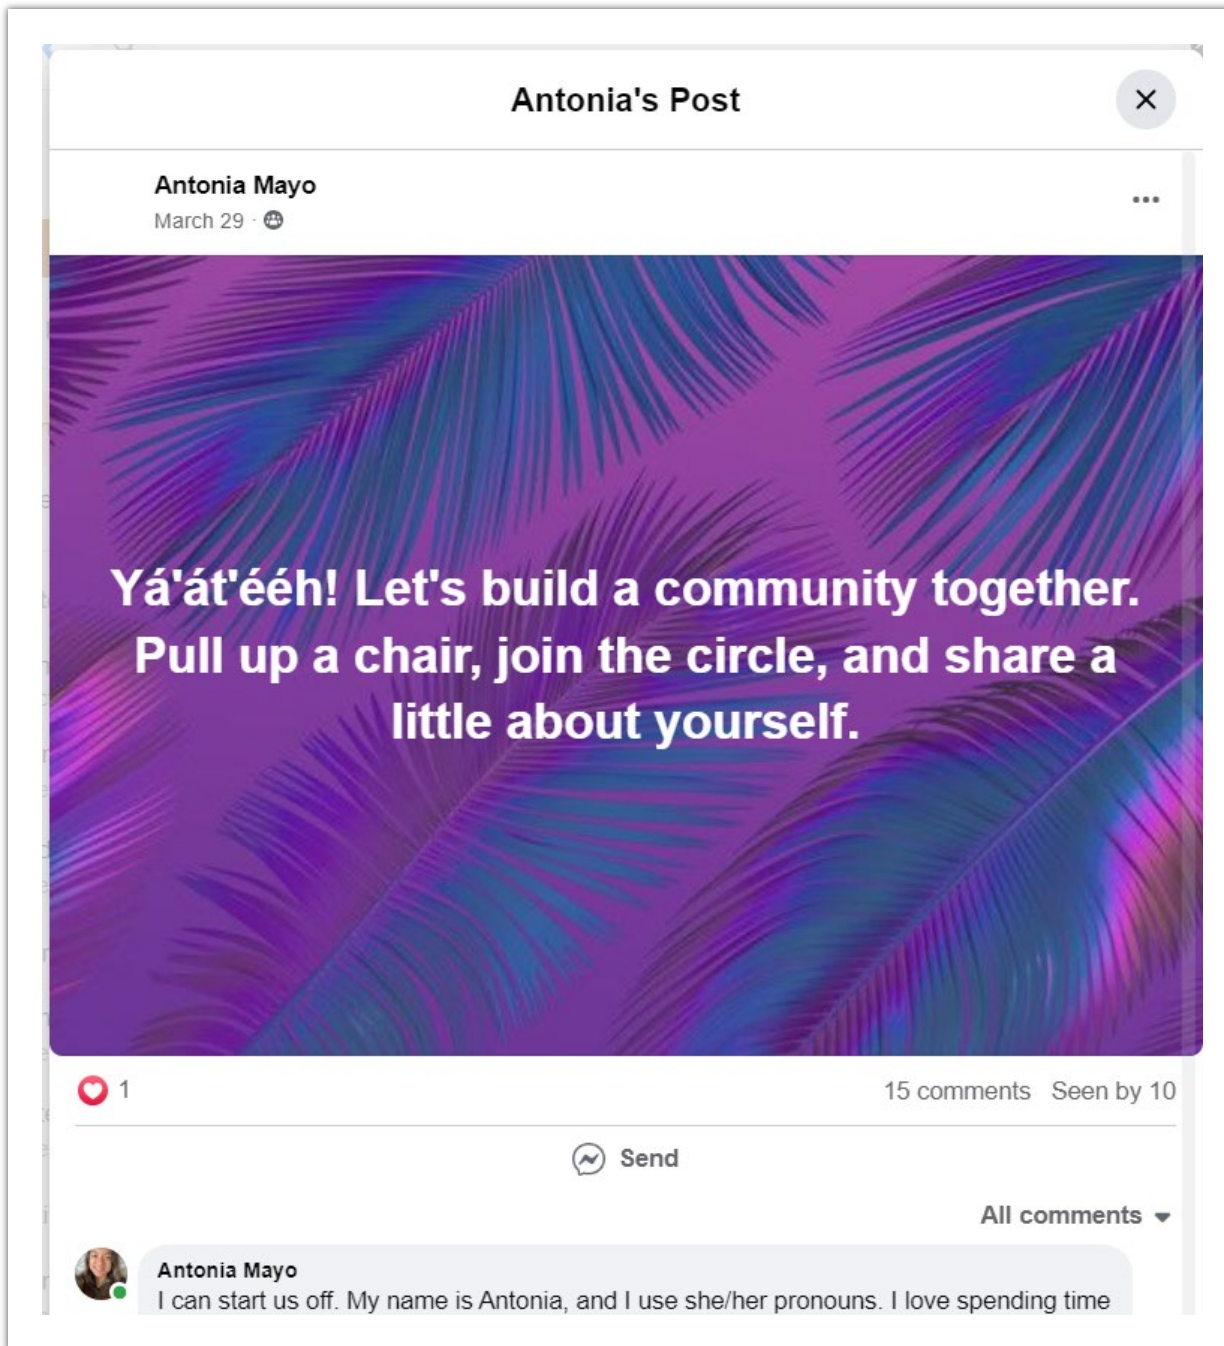 Antonia's Post
Antonia Mayo
March 29 ·
Yá'át'ééh! Let's build a community together.
Pull up a chair, join the circle, and share a
little about yourself.
1
15 comments Seen by 10
Send
All comments
Antonia Mayo
I can start us off. My name is Antonia, and I use she/her pronouns. I love spending time